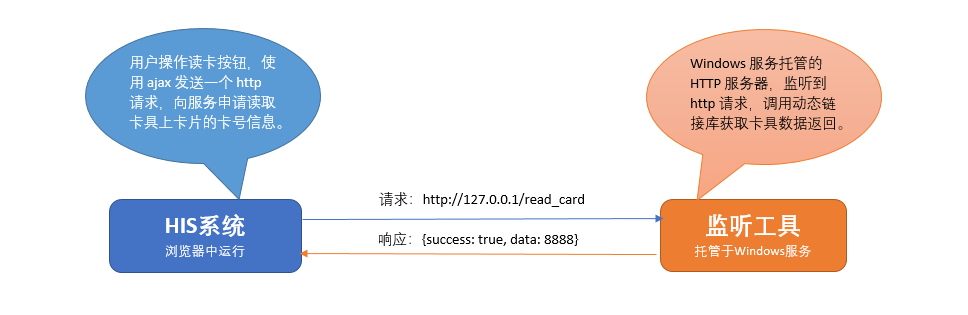 用户操作读卡按钮，使
用 ajax 发送一个 http
请求，向服务申请读取
卡具上卡片的卡号信息。
Windows 服务托管的
HTTP 服务器，监听到
http 请求，调用动态链
接库获取卡具数据返回。
HIS系统
浏览器中运行
请求：http://127.0.0.1/read_card
响应：{success: true, data: 8888}
监听工具
托管于Windows服务